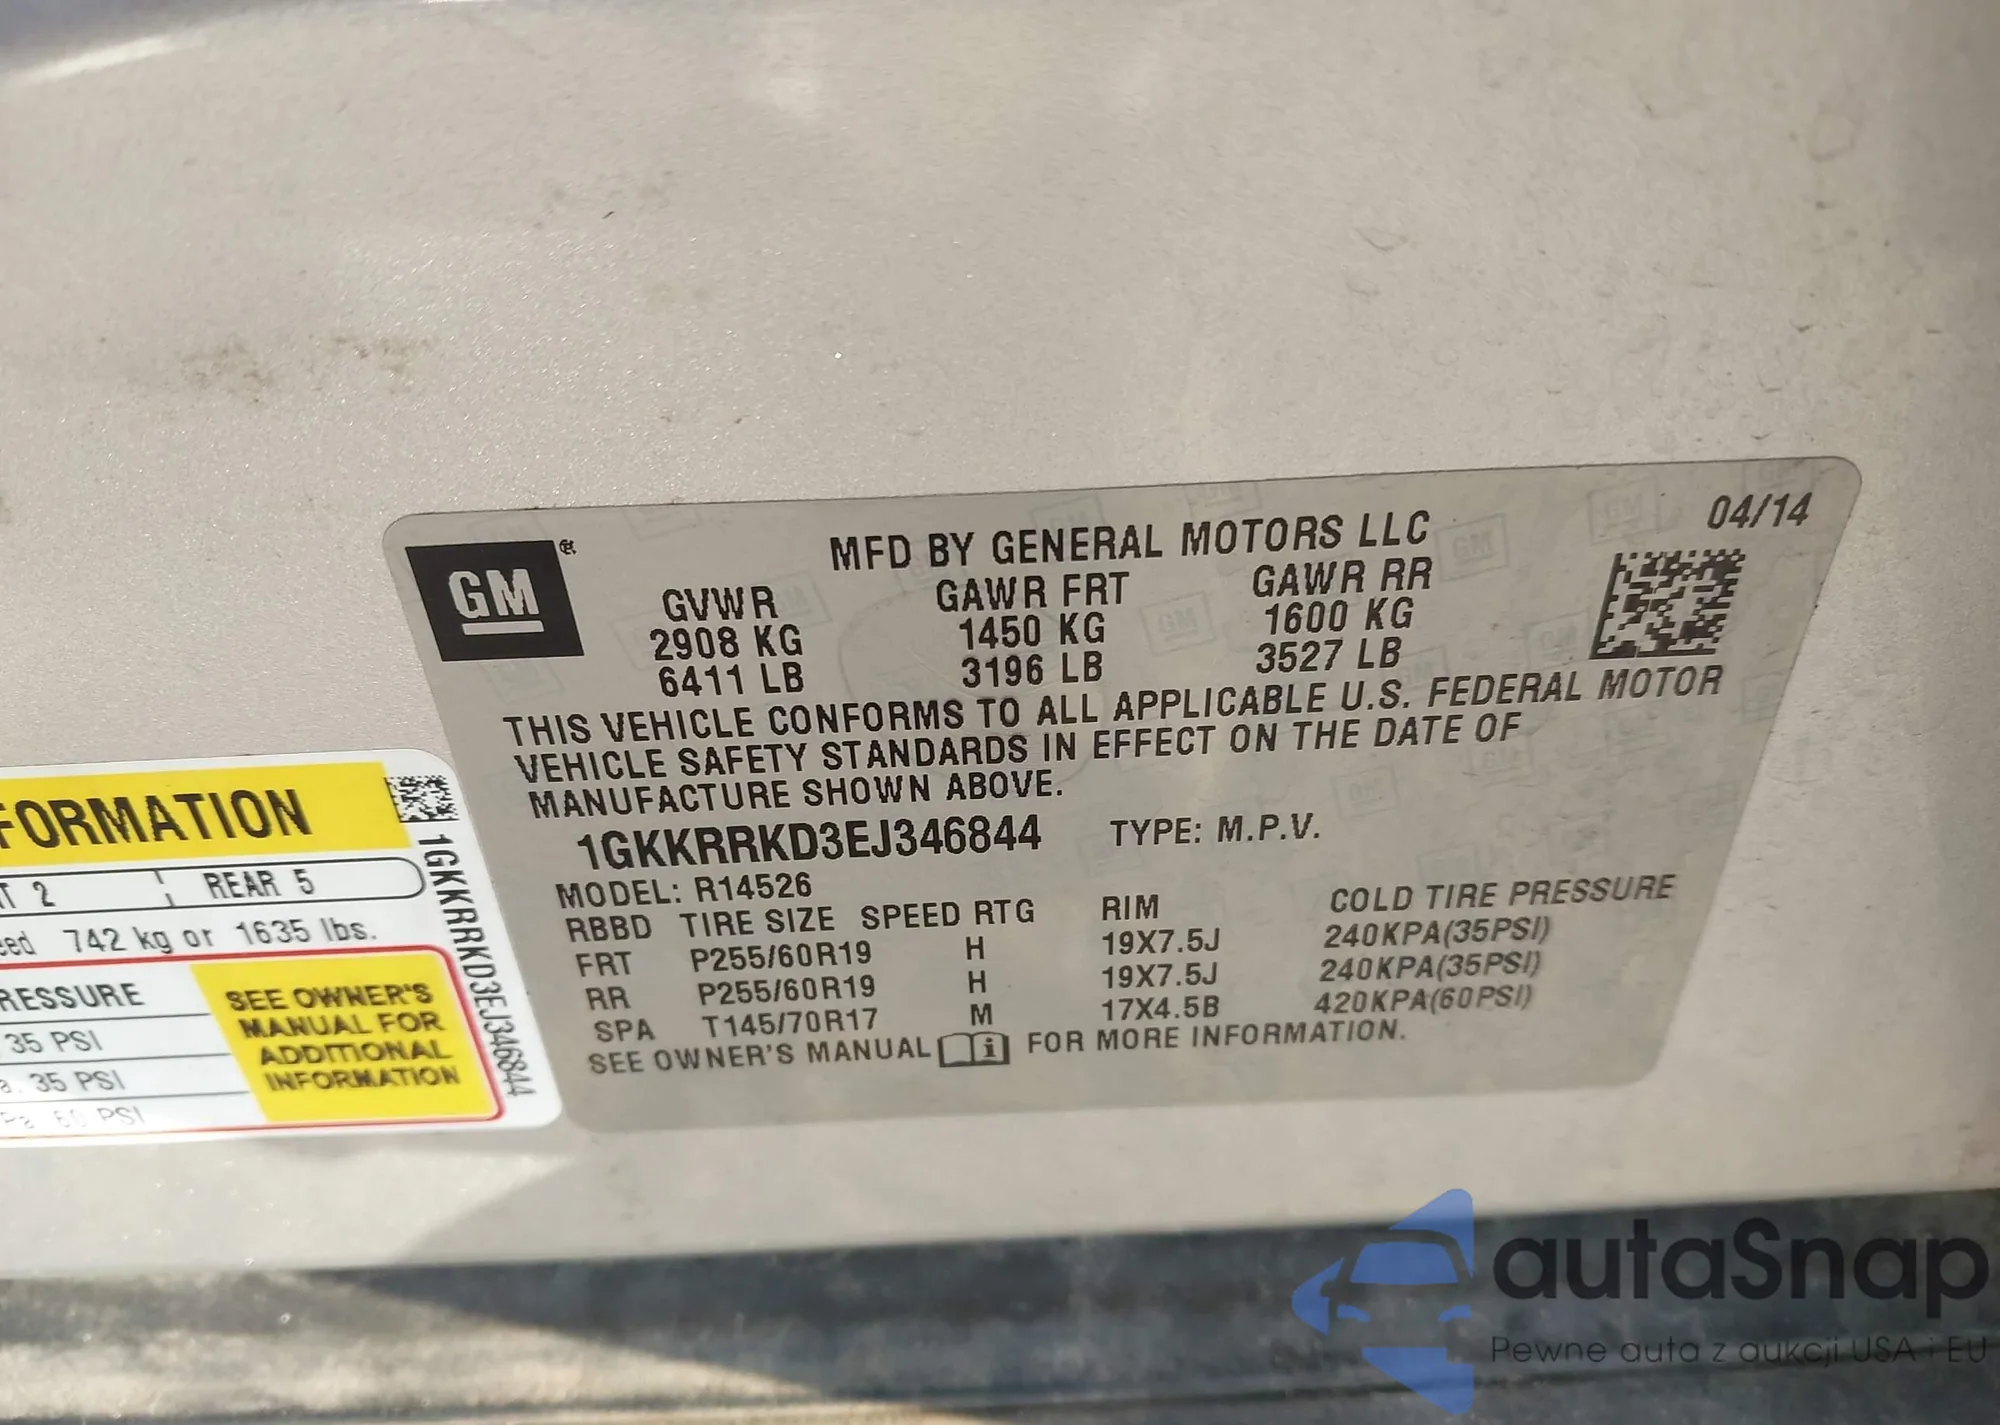 04/14
GM®
MFD BY GENERAL MOTORS LLC
GVWR GAWR FRT GAWR RR
2908 KG 1450 KG 1600 KG
6411 LB 3196 LB 3527 LB
THIS VEHICLE CONFORMS TO ALL APPLICABLE U.S. FEDERAL MOTOR
VEHICLE SAFETY STANDARDS IN EFFECT ON THE DATE OF
MANUFACTURE SHOWN ABOVE.
1GKKRRKD3EJ346844 TYPE: M.P.V.
MODEL: R14526
RBBD TIRE SIZE SPEED RTG RIM COLD TIRE PRESSURE
FRT P255/60R19 H 19X7.5J 240KPA(35PSI)
RR P255/60R19 H 19X7.5J 240KPA(35PSI)
SPA T145/70R17 M 17X4.5B 420KPA(60PSI)
SEE OWNER'S MANUAL i FOR MORE INFORMATION.
FORMATION
T 2 REAR 5
eed 742 kg or 1635 lbs.
RESSURE
35 PSI
a. 35 PSI
Pa 60 PSI
SEE OWNER'S
MANUAL FOR
ADDITIONAL
INFORMATION
1GKKRRKD3EJ346844
autaSnap
Pewne auta z aukcji USA i EU